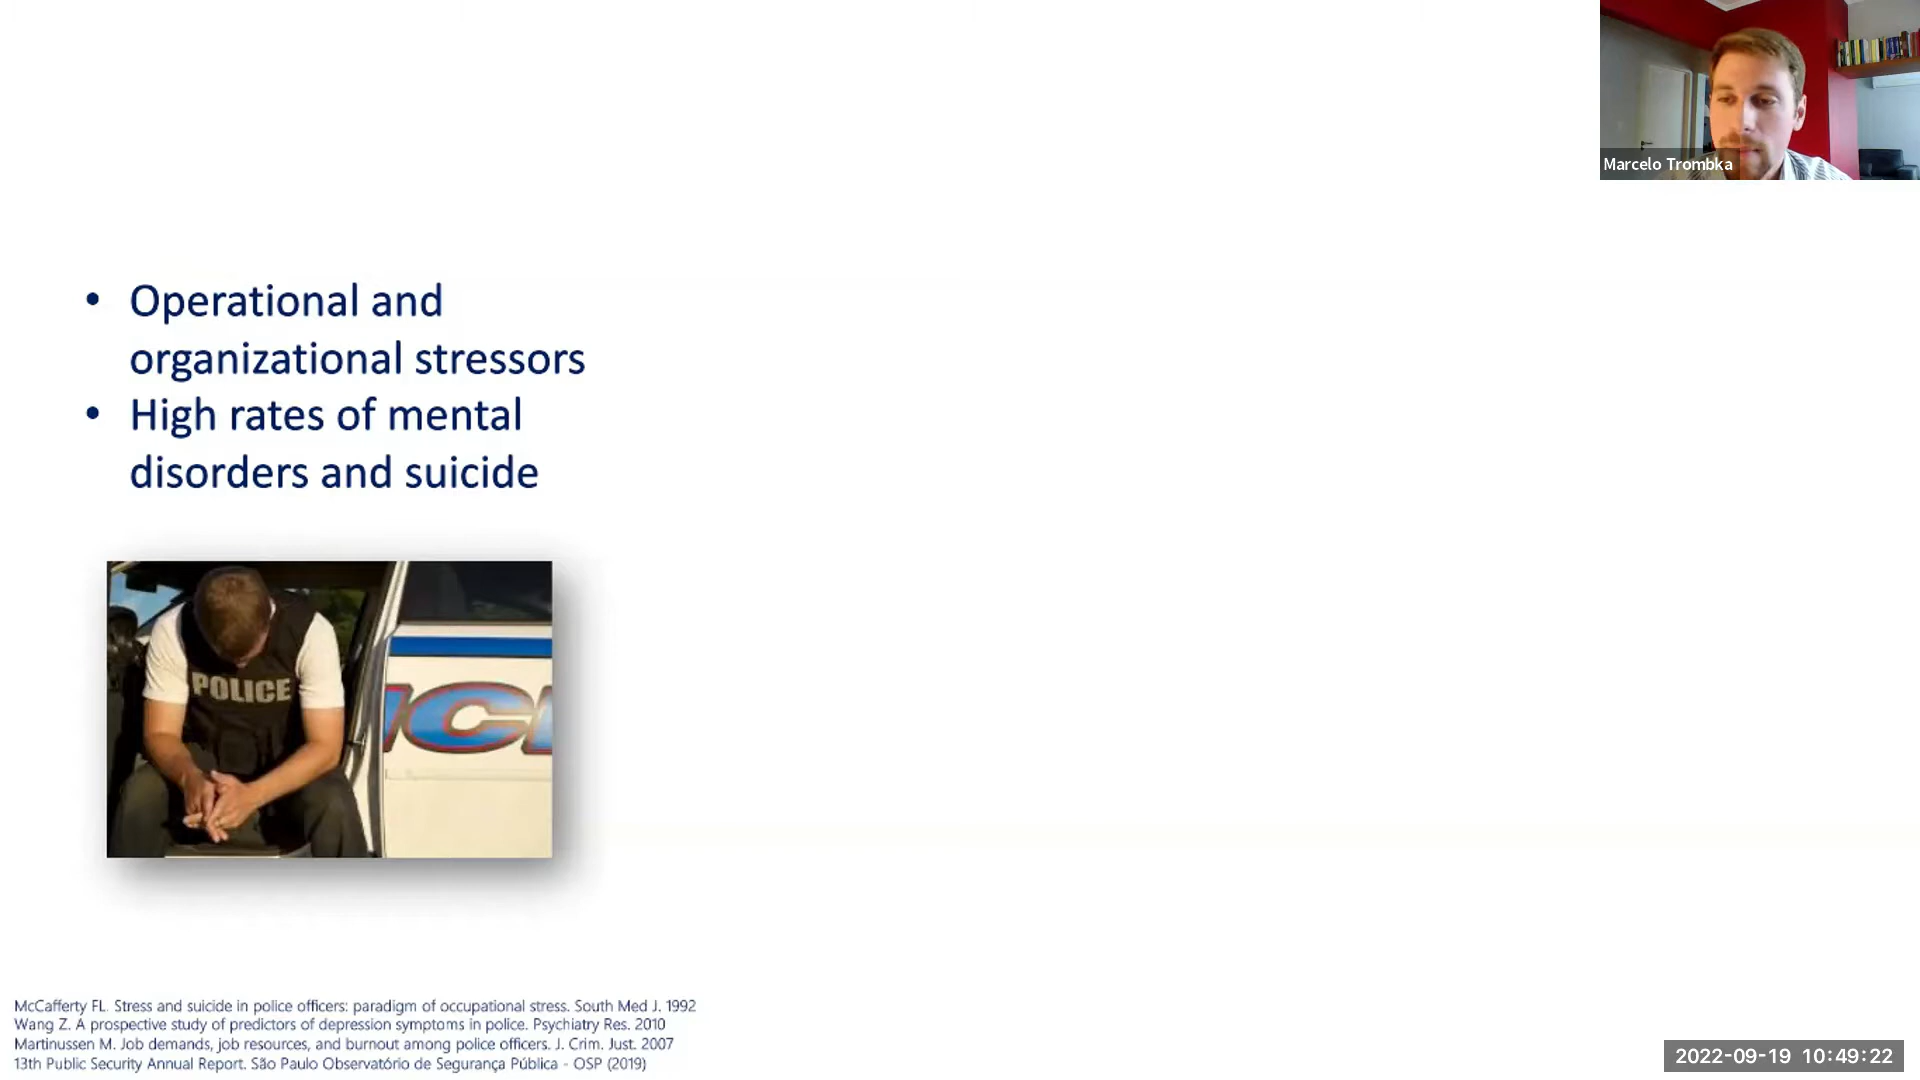 Marcelo Trombka
• Operational and
organizational stressors
• High rates of mental
disorders and suicide
POLICE
McCafferty FL. Stress and suicide in police officers: paradigm of occupational stress. South Med J. 1992
Wang Z. A prospective study of predictors of depression symptoms in police. Psychiatry Res. 2010
Martinussen M. Job demands, job resources, and burnout among police officers. J. Crim. Just. 2007
13th Public Security Annual Report. São Paulo Observatório de Segurança Pública - OSP (2019)
2022-09-19 10:49:22